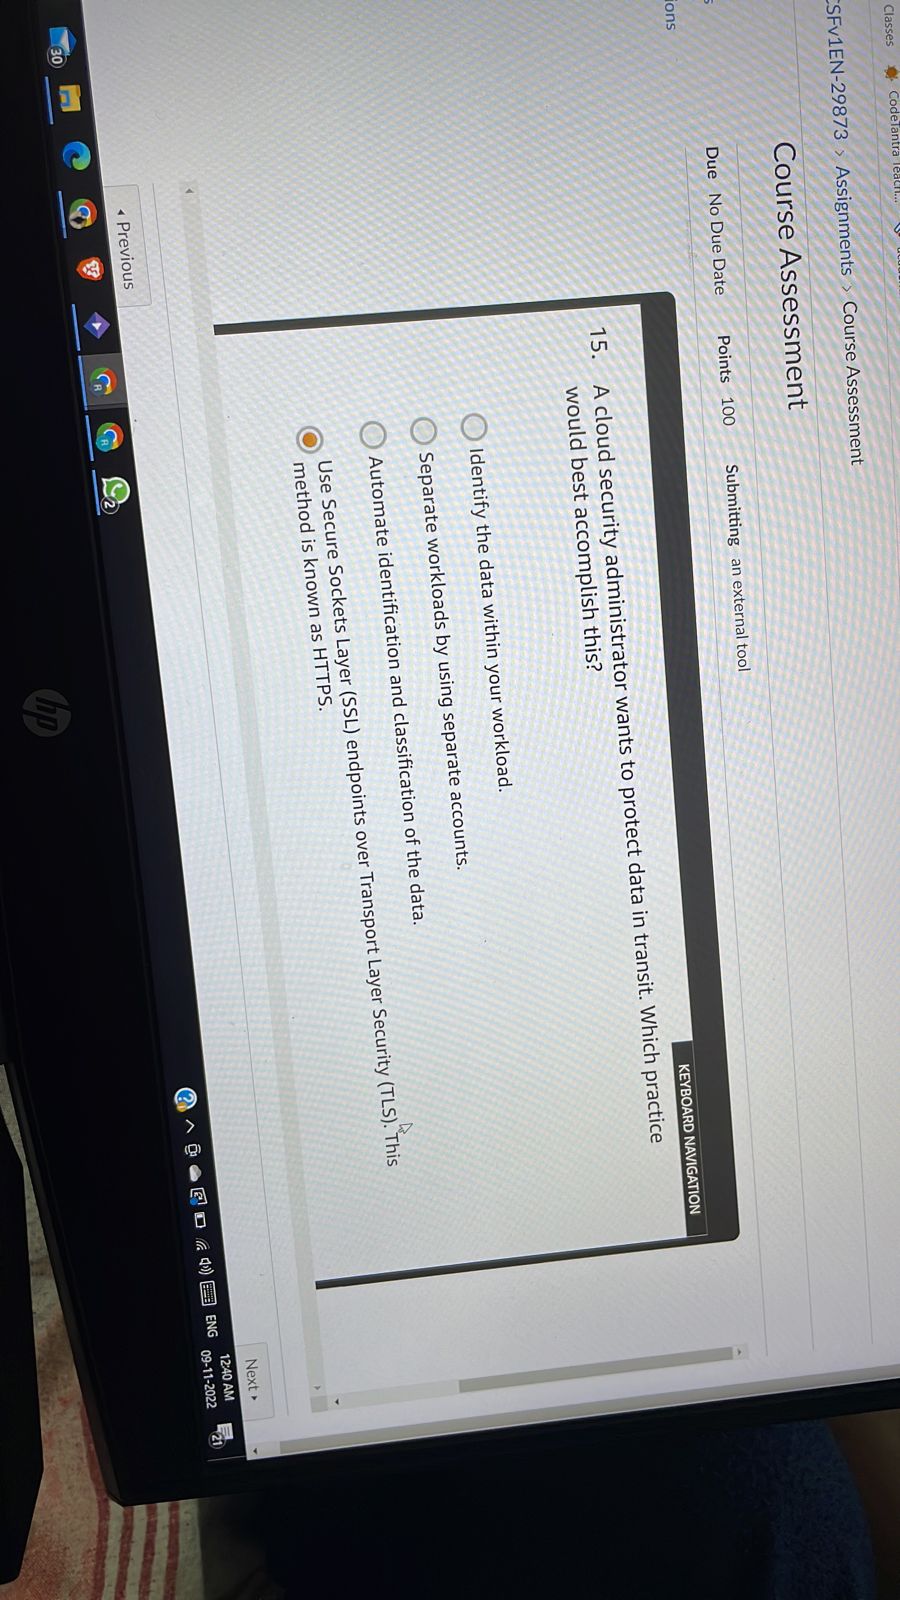 Classes
CodeTantra Teach...
CSFv1EN-29873 > Assignments > Course Assessment
ions
Course Assessment
Due No Due Date Points 100 Submitting an external tool
KEYBOARD NAVIGATION
15. A cloud security administrator wants to protect data in transit. Which practice
would best accomplish this?
Identify the data within your workload.
Separate workloads by using separate accounts.
Automate identification and classification of the data.
Use Secure Sockets Layer (SSL) endpoints over Transport Layer Security (TLS). This
method is known as HTTPS.
Previous
Next
30
R
R
2
ENG
12:40 AM
09-11-2022
21
hp